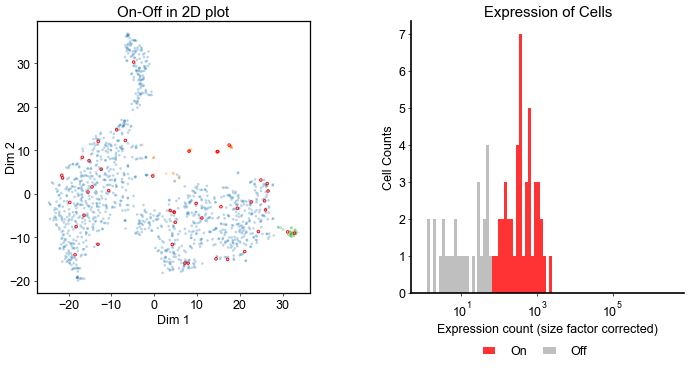 On-Off in 2D plot
Dim 2
30
20
10
0
−10
−20
−20 −10 0 10 20 30
Dim 1
Expression of Cells
Cell Counts
7
6
5
4
3
2
1
0
10^1 10^3 10^5
Expression count (size factor corrected)
On Off